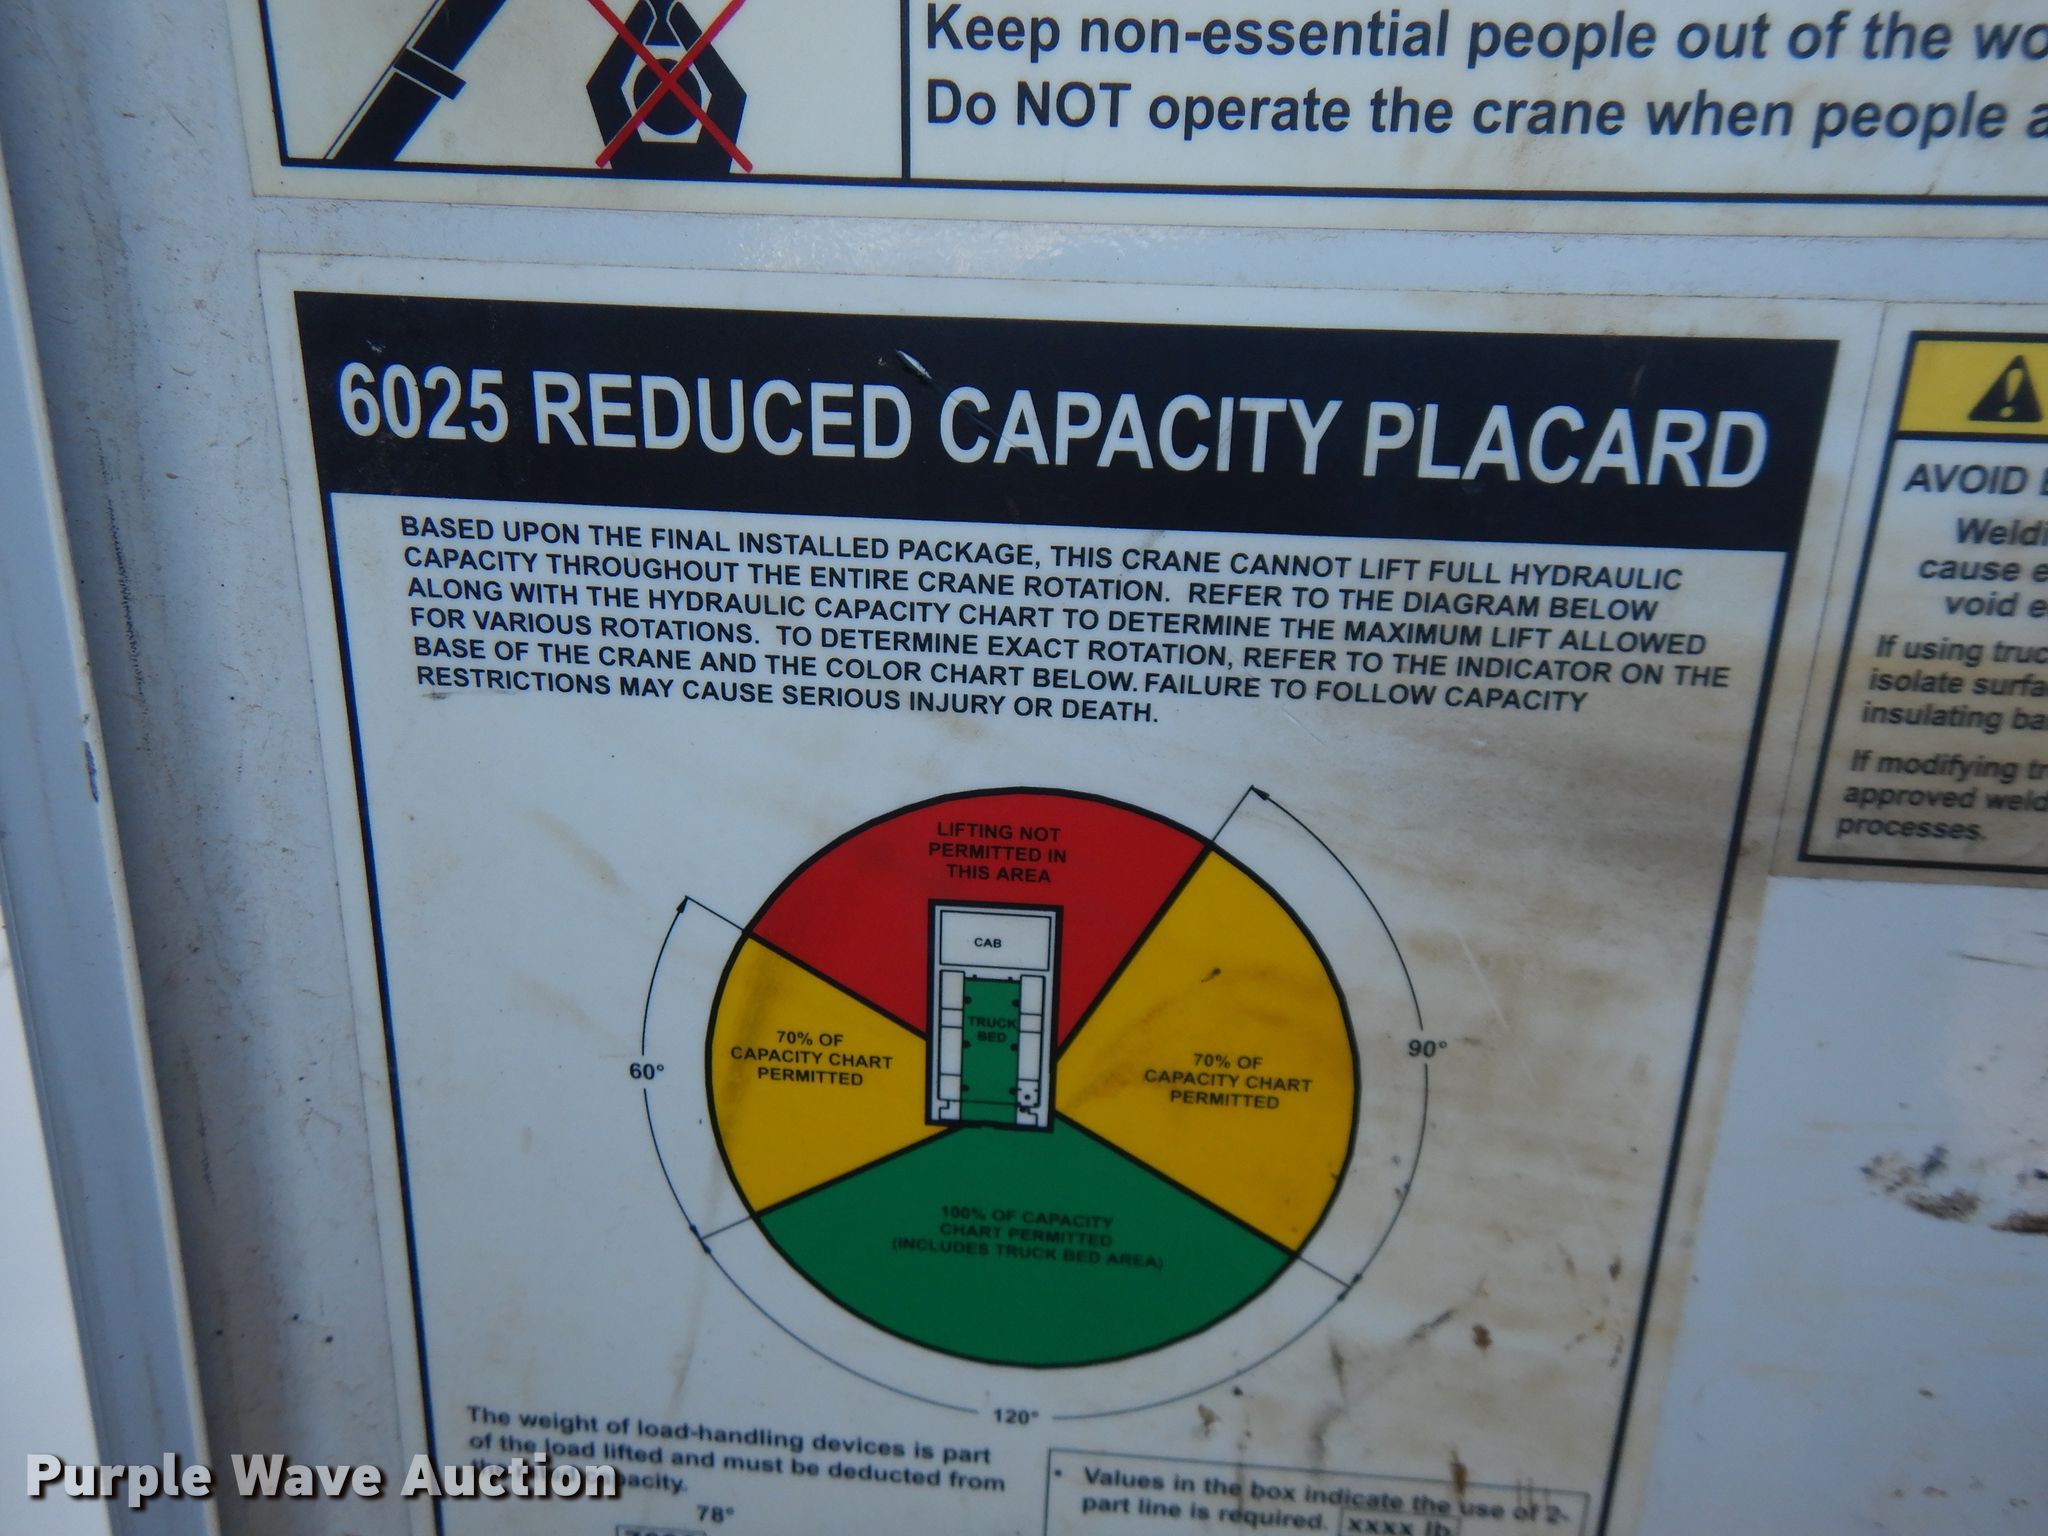 Keep non-essential people out of the
Do NOT operate the crane when people
6025 REDUCED CAPACITY PLACARD
BASED UPON THE FINAL INSTALLED PACKAGE, THIS CRANE CANNOT LIFT FULL HYDRAULIC
CAPACITY THROUGHOUT THE ENTIRE CRANE ROTATION. REFER TO THE DIAGRAM BELOW
ALONG WITH THE HYDRAULIC CAPACITY CHART TO DETERMINE THE MAXIMUM LIFT ALLOWED
FOR VARIOUS ROTATIONS. TO DETERMINE EXACT ROTATION, REFER TO THE INDICATOR ON THE
BASE OF THE CRANE AND THE COLOR CHART BELOW. FAILURE TO FOLLOW CAPACITY
RESTRICTIONS MAY CAUSE SERIOUS INJURY OR DEATH.
LIFTING NOT
PERMITTED IN
THIS AREA
CAB
TRUCK
BED
70% OF
CAPACITY CHART
PERMITTED
60°
70% OF
CAPACITY CHART
PERMITTED
90°
100% OF CAPACITY
CHART PERMITTED
(INCLUDES TRUCK BED AREA)
120°
The weight of load-handling devices is part
of the load lifted and must be deducted from
78°
• Values in the box indicate the use of 2-
part line is required. xxxx lb
AVOID
cause
void
If using
isolate
insulating
If modifying
approved
processes.
Purple Wave Auction